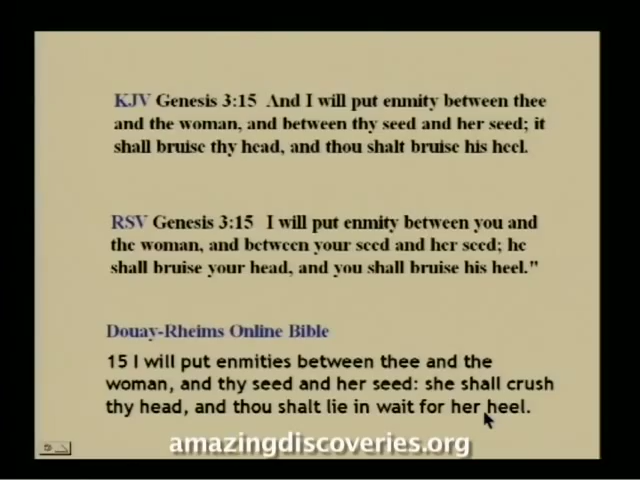 KJV Genesis 3:15 And I will put enmity between thee
and the woman, and between thy seed and her seed; it
shall bruise thy head, and thou shalt bruise his heel.
RSV Genesis 3:15 I will put enmity between you and
the woman, and between your seed and her seed; he
shall bruise your head, and you shall bruise his heel."
Douay-Rheims Online Bible
15 I will put enmities between thee and the
woman, and thy seed and her seed: she shall crush
thy head, and thou shalt lie in wait for her heel.
amazingdiscoveries.org